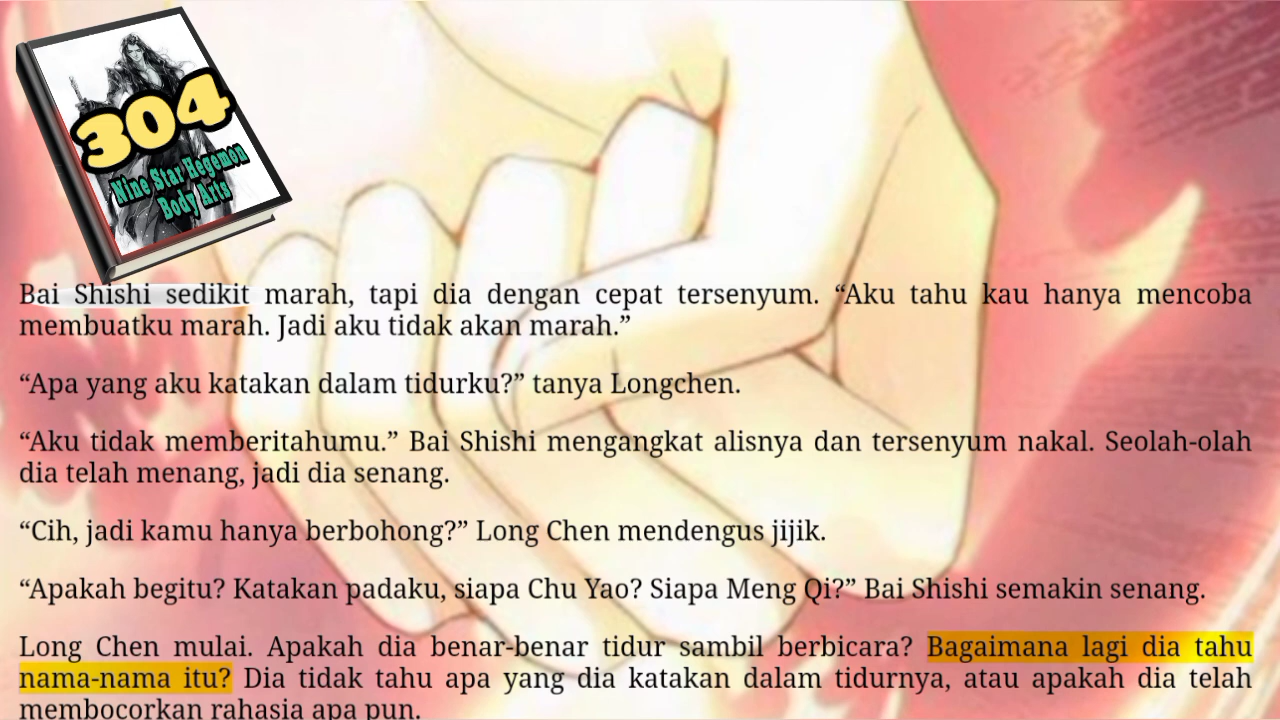 304
Nine Star Hegemon
Body Arts
Bai Shishi sedikit marah, tapi dia dengan cepat tersenyum. “Aku tahu kau hanya mencoba
membuatku marah. Jadi aku tidak akan marah.”
“Apa yang aku katakan dalam tidurku?” tanya Longchen.
“Aku tidak memberitahumu.” Bai Shishi mengangkat alisnya dan tersenyum nakal. Seolah-olah
dia telah menang, jadi dia senang.
“Cih, jadi kamu hanya berbohong?” Long Chen mendengus jijik.
“Apakah begitu? Katakan padaku, siapa Chu Yao? Siapa Meng Qi?” Bai Shishi semakin senang.
Long Chen mulai. Apakah dia benar-benar tidur sambil berbicara? Bagaimana lagi dia tahu
nama-nama itu? Dia tidak tahu apa yang dia katakan dalam tidurnya, atau apakah dia telah
membocorkan rahasia apa pun.